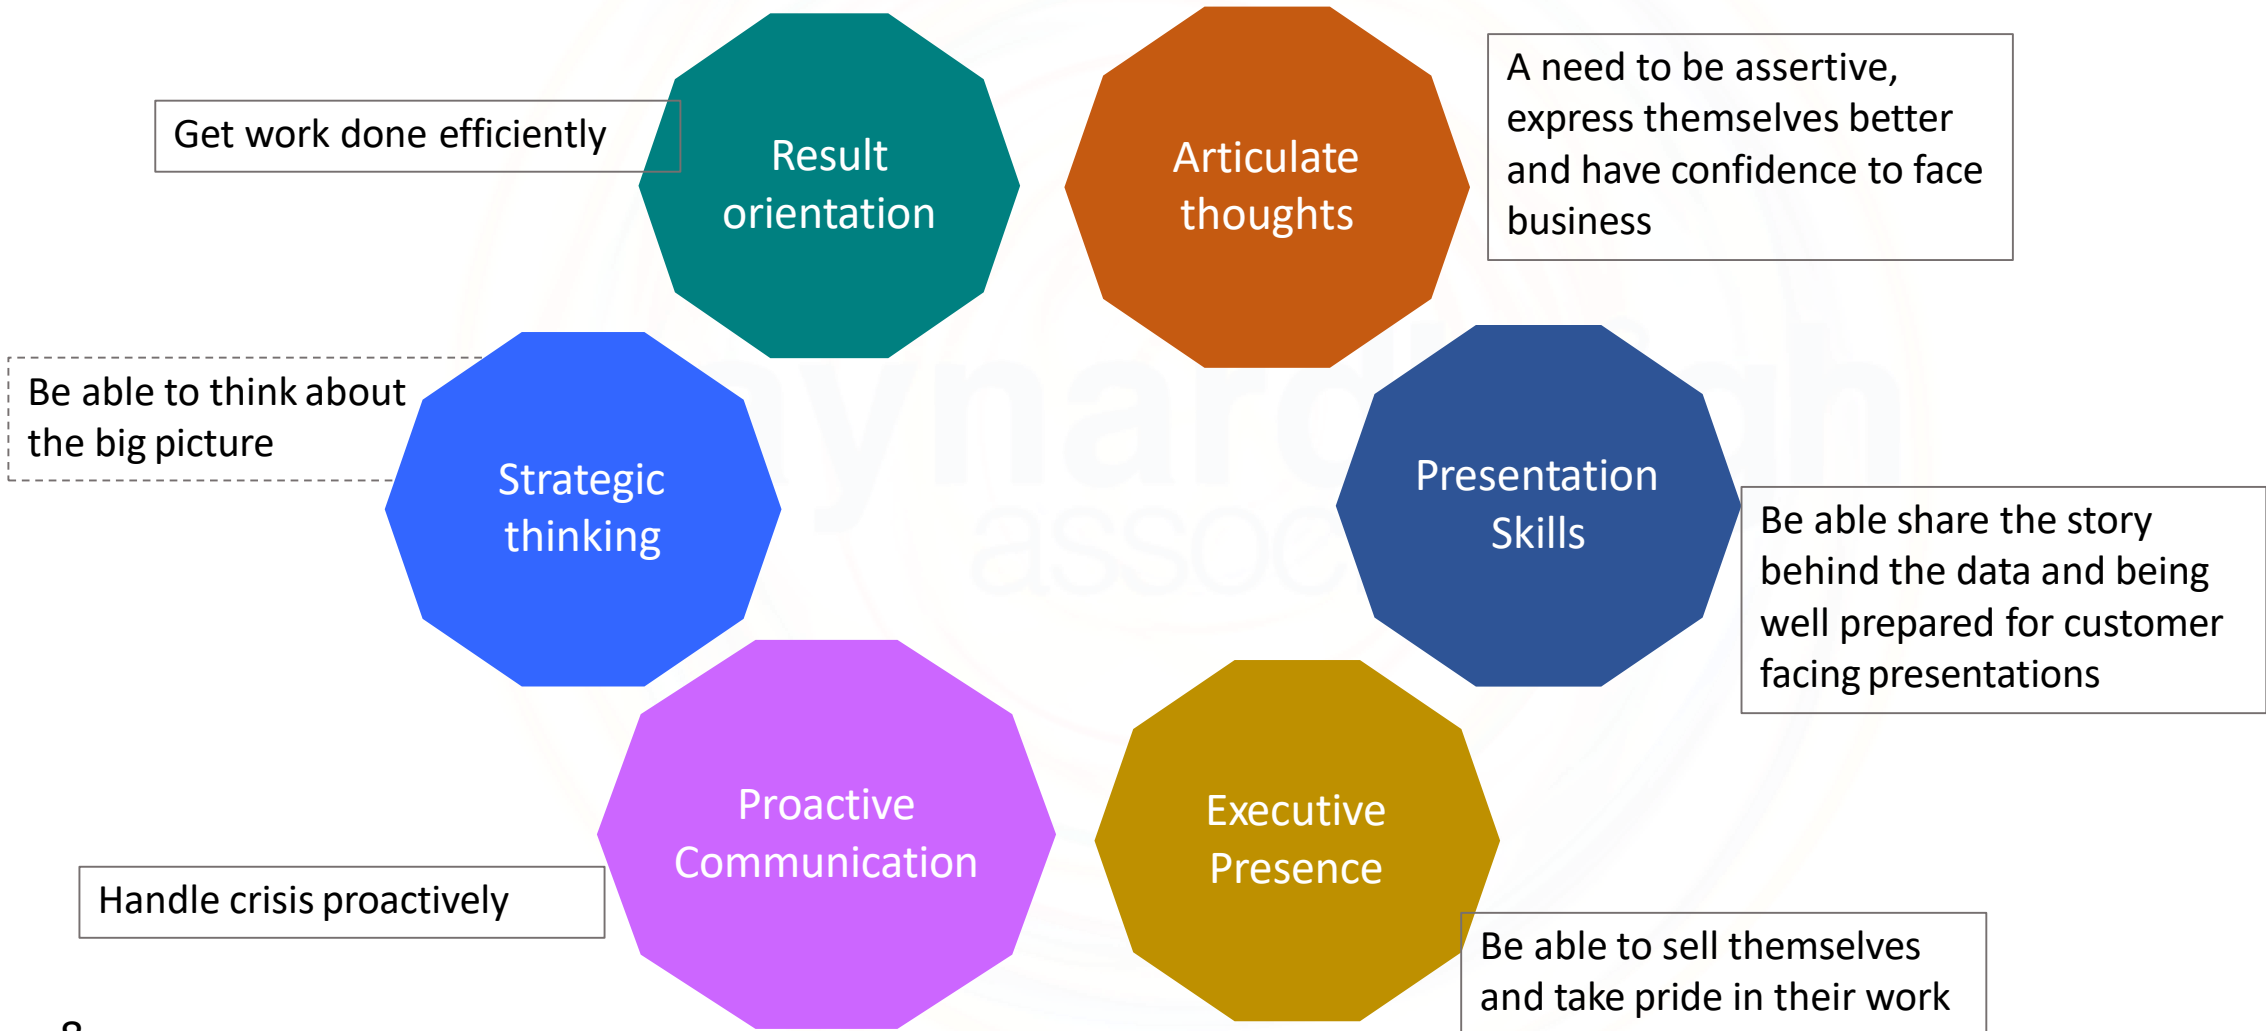 Get work done efficiently
Result
orientation
Articulate
thoughts
A need to be assertive,
express themselves better
and have confidence to face
business
Be able to think about
the big picture
Strategic
thinking
Presentation
Skills
Be able share the story
behind the data and being
well prepared for customer
facing presentations
Proactive
Communication
Handle crisis proactively
Executive
Presence
Be able to sell themselves
and take pride in their work